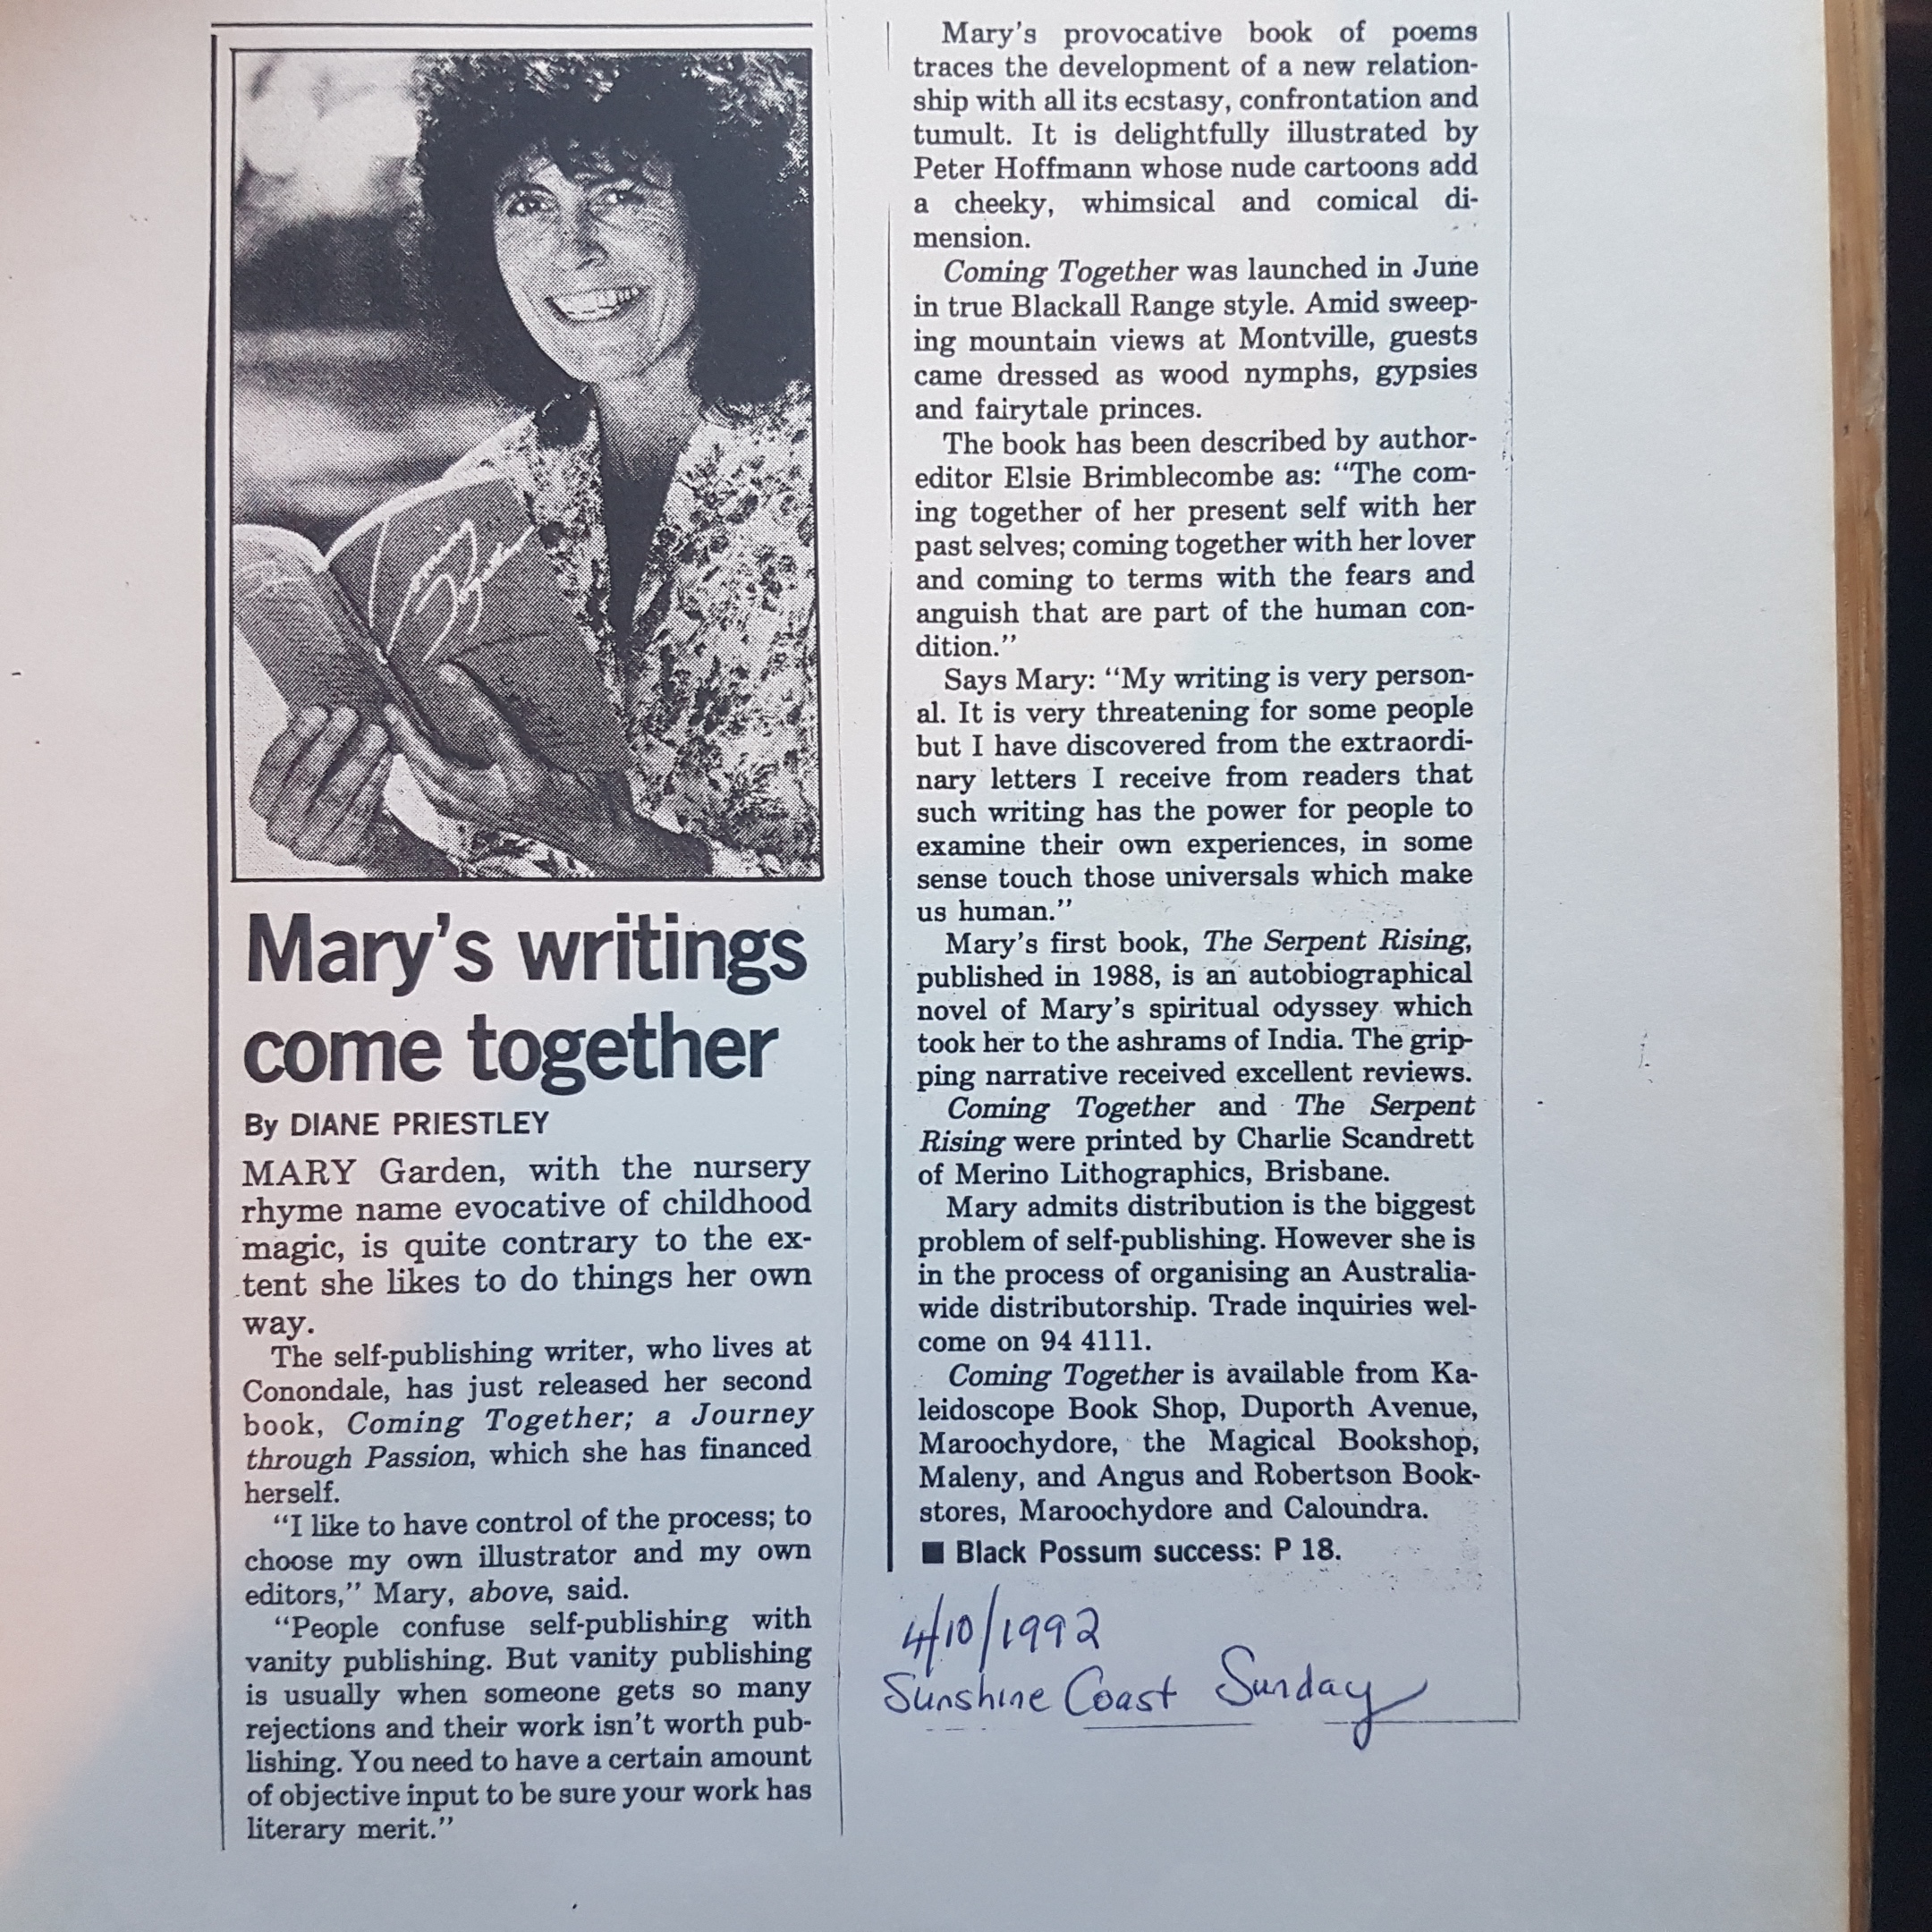 Mary's writings
come together
By DIANE PRIESTLEY
MARY Garden, with the nursery
rhyme name evocative of childhood
magic, is quite contrary to the ex-
tent she likes to do things her own
way.
The self-publishing writer, who lives at
Conondale, has just released her second
book, Coming Together; a Journey
through Passion, which she has financed
herself.
"I like to have control of the process; to
choose my own illustrator and my own
editors," Mary, above, said.
"People confuse self-publishing with
vanity publishing. But vanity publishing
is usually when someone gets so many
rejections and their work isn't worth pub-
lishing. You need to have a certain amount
of objective input to be sure your work has
literary merit."
Mary's provocative book of poems
traces the development of a new relation-
ship with all its ecstasy, confrontation and
tumult. It is delightfully illustrated by
Peter Hoffmann whose nude cartoons add
a cheeky, whimsical and comical di-
mension.
Coming Together was launched in June
in true Blackall Range style. Amid sweep-
ing mountain views at Montville, guests
came dressed as wood nymphs, gypsies
and fairytale princes.
The book has been described by author-
editor Elsie Brimblecombe as: "The com-
ing together of her present self with her
past selves; coming together with her lover
and coming to terms with the fears and
anguish that are part of the human con-
dition."
Says Mary: "My writing is very person-
al. It is very threatening for some people
but I have discovered from the extraordi-
nary letters I receive from readers that
such writing has the power for people to
examine their own experiences, in some
sense touch those universals which make
us human."
Mary's first book, The Serpent Rising,
published in 1988, is an autobiographical
novel of Mary's spiritual odyssey which
took her to the ashrams of India. The grip-
ping narrative received excellent reviews.
Coming Together and The Serpent
Rising were printed by Charlie Scandrett
of Merino Lithographics, Brisbane.
Mary admits distribution is the biggest
problem of self-publishing. However she is
in the process of organising an Australia-
wide distributorship. Trade inquiries wel-
come on 94 4111.
Coming Together is available from Ka-
leidoscope Book Shop, Duporth Avenue,
Maroochydore, the Magical Bookshop,
Maleny, and Angus and Robertson Book-
stores, Maroochydore and Caloundra.
■ Black Possum success: P 18.
4/10/1992
Sunshine Coast Sunday